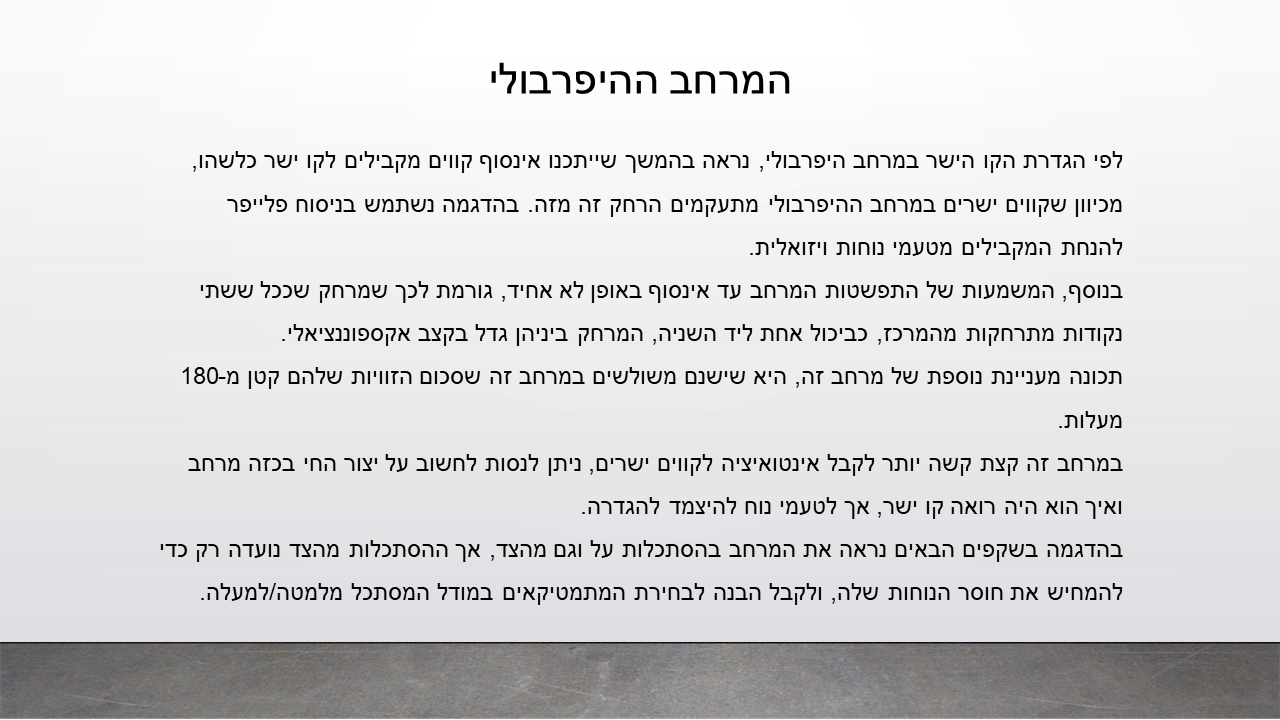 המרחב ההיפרבולי
לפי הגדרת הקו הישר במרחב היפרבולי, נראה בהמשך שייתכנו אינסוף קווים מקבילים לקו ישר כלשהו,
מכיוון שקווים ישרים במרחב ההיפרבולי מתעקמים הרחק זה מזה. בהדגמה נשתמש בניסוח פלייפר
להנחת המקבילים מטעמי נוחות ויזואלית.
בנוסף, המשמעות של התפשטות המרחב עד אינסוף באופן לא אחיד, גורמת לכך שמרחק שככל ששתי
נקודות מתרחקות מהמרכז, כביכול אחת ליד השניה, המרחק ביניהן גדל בקצב אקספוננציאלי.
תכונה מעניינת נוספת של מרחב זה, היא שישנם משולשים במרחב זה שסכום הזוויות שלהם קטן מ-180
מעלות.
במרחב זה קצת קשה יותר לקבל אינטואיציה לקווים ישרים, ניתן לנסות לחשוב על יצור החי בכזה מרחב
ואיך הוא היה רואה קו ישר, אך לטעמי נוח להיצמד להגדרה.
בהדגמה בשקפים הבאים נראה את המרחב בהסתכלות על וגם מהצד, אך ההסתכלות מהצד נועדה רק כדי
להמחיש את חוסר הנוחות שלה, ולקבל הבנה לבחירת המתמטיקאים במודל המסתכל מלמטה/למעלה.